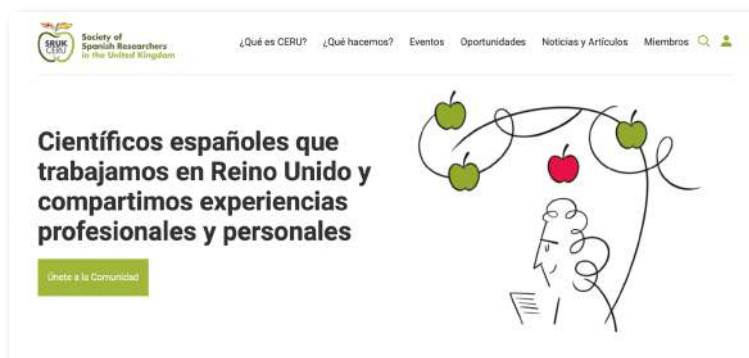 SRUK
CERU
Society of
Spanish Researchers
in the United Kingdom
¿Qué es CERU? ¿Qué hacemos? Eventos Oportunidades Noticias y Artículos Miembros
Científicos españoles que
trabajamos en Reino Unido y
compartimos experiencias
profesionales y personales
Únete a la Comunidad